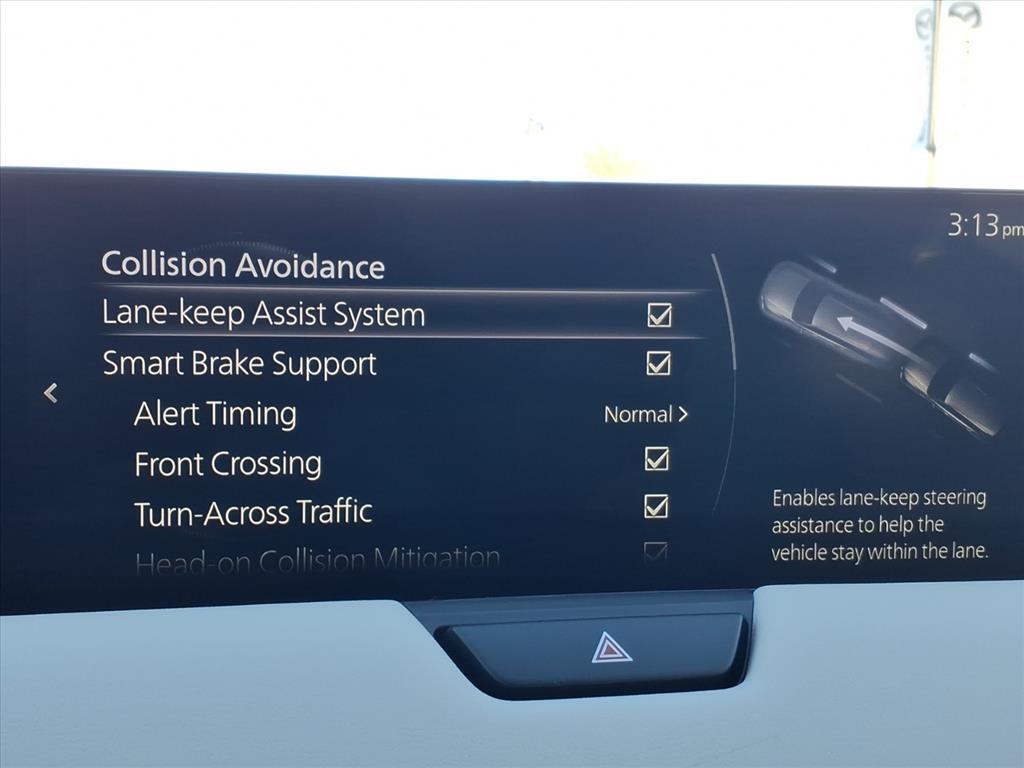 3:13 pm
Collision Avoidance
Lane-keep Assist System
Smart Brake Support
Alert Timing Normal >
Front Crossing
Turn-Across Traffic
Head-on Collision Mitigation
Enables lane-keep steering
assistance to help the
vehicle stay within the lane.